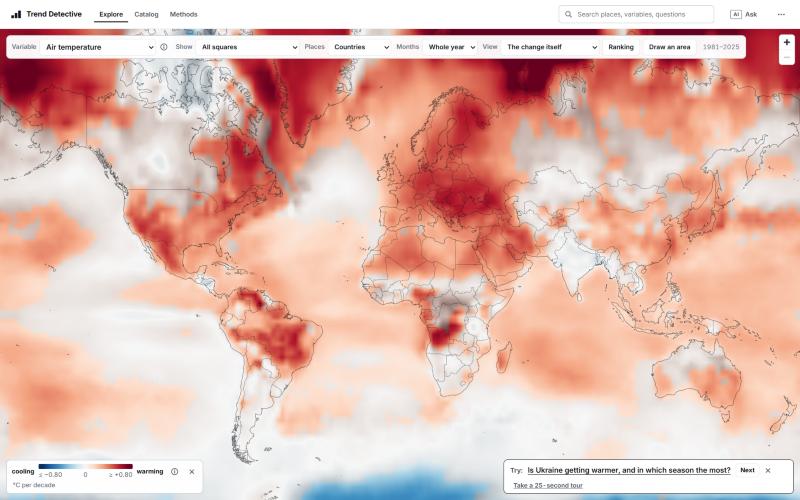 Trend Detective Explore Catalog Methods Search places, variables, questions AI Ask
Variable Air temperature Show All squares Places Countries Months Whole year View The change itself Ranking Draw an area 1981–2025
cooling ≤ −0.80 0 ≥ +0.80 warming
°C per decade
Try: Is Ukraine getting warmer, and in which season the most? Next
Take a 25-second tour